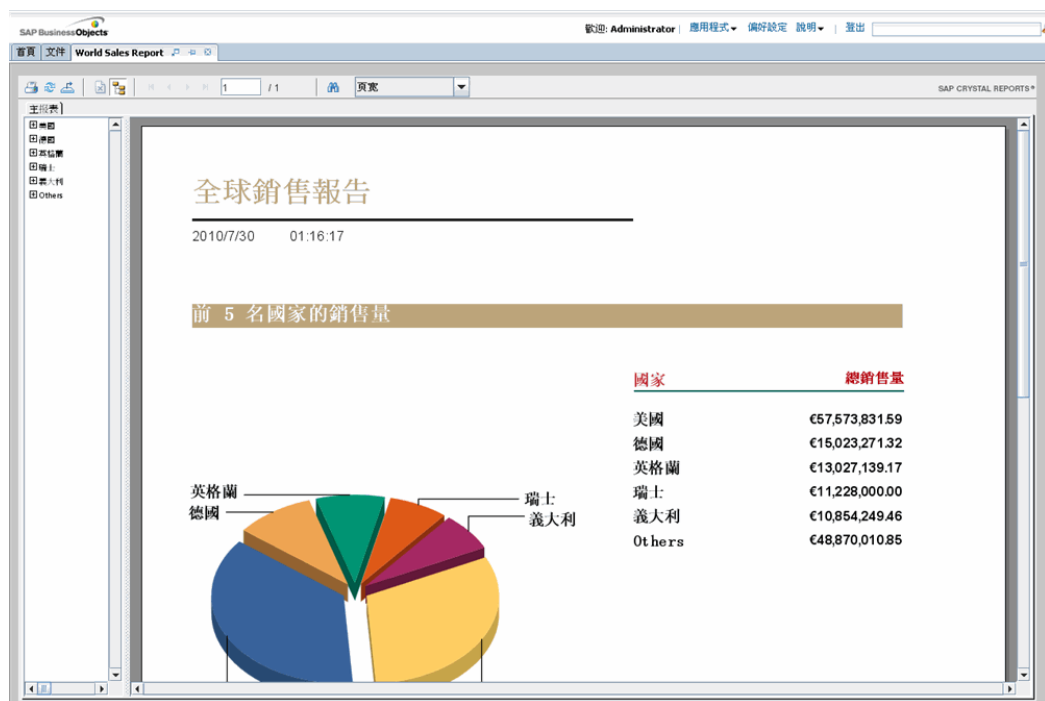 SAP BusinessObjects
歡迎: Administrator | 應用程式 偏好設定 說明 | 登出
首頁 文件 World Sales Report
1 / 1 頁寬 SAP CRYSTAL REPORTS®
主报表
美國
德國
英格蘭
瑞士
義大利
Others
全球銷售報告
2010/7/30 01:16:17
前 5 名國家的銷售量
國家 總銷售量
美國 €57,573,831.59
德國 €15,023,271.32
英格蘭 €13,027,139.17
瑞士 €11,228,000.00
義大利 €10,854,249.46
Others €48,870,010.85
英格蘭
德國
瑞士
義大利